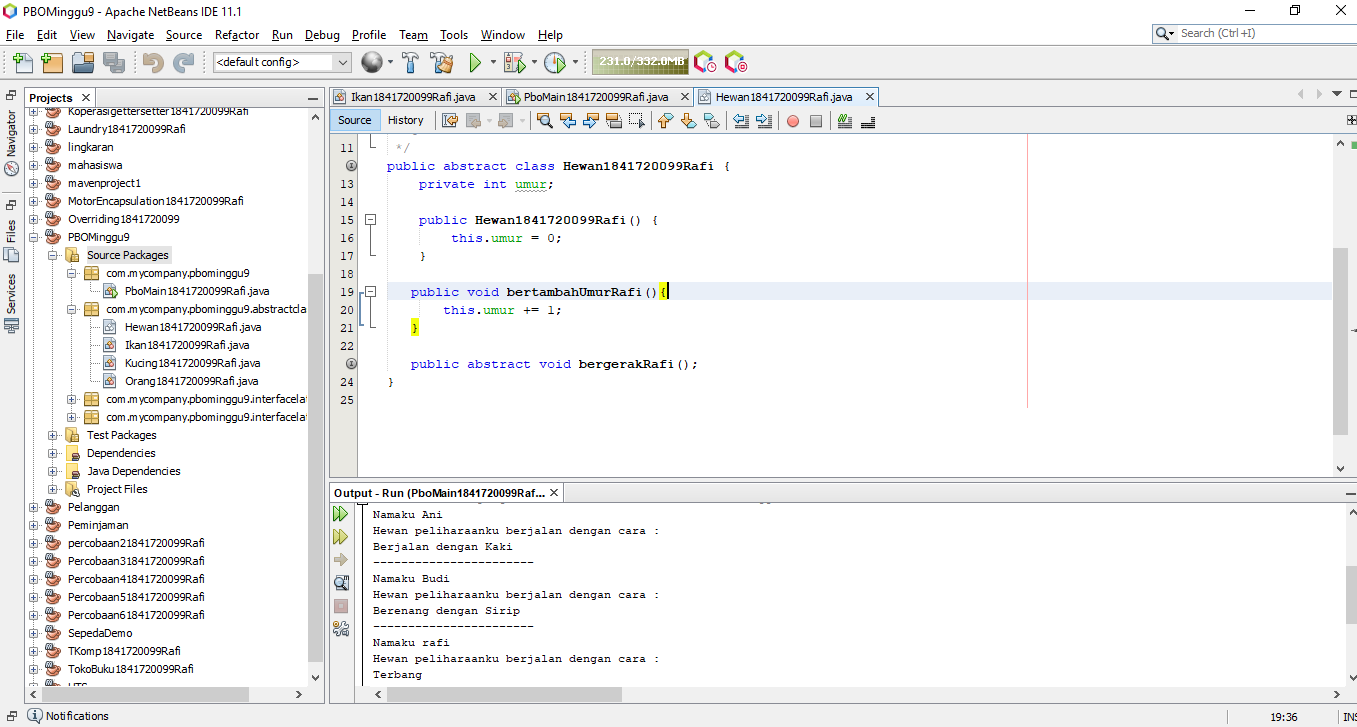 PBOMinggu9 - Apache NetBeans IDE 11.1
File Edit View Navigate Source Refactor Run Debug Profile Team Tools Window Help
Search (Ctrl+I)
<default config>
231.0/332.0MB
Projects
Navigator
Files
Services
Koperasigettersetter1841720099Rafi
Laundry1841720099Rafi
lingkaran
mahasiswa
mavenproject1
MotorEncapsulation1841720099Rafi
Overriding1841720099
PBOMinggu9
Source Packages
com.mycompany.pbominggu9
PboMain1841720099Rafi.java
com.mycompany.pbominggu9.abstractcla
Hewan1841720099Rafi.java
Ikan1841720099Rafi.java
Kucing1841720099Rafi.java
Orang1841720099Rafi.java
com.mycompany.pbominggu9.interfacela
com.mycompany.pbominggu9.interfacela
Test Packages
Dependencies
Java Dependencies
Project Files
Pelanggan
Peminjaman
percobaan21841720099Rafi
Percobaan31841720099Rafi
Percobaan41841720099Rafi
Percobaan51841720099Rafi
Percobaan61841720099Rafi
SepedaDemo
TKomp1841720099Rafi
TokoBuku1841720099Rafi
Ikan1841720099Rafi.java PboMain1841720099Rafi.java Hewan1841720099Rafi.java
Source History
11 */
public abstract class Hewan1841720099Rafi {
13 private int umur;
14
15 public Hewan1841720099Rafi() {
16 this.umur = 0;
17 }
18
19 public void bertambahUmurRafi(){
20 this.umur += 1;
21 }
22
public abstract void bergerakRafi();
24 }
25
Output - Run (PboMain1841720099Raf...
Namaku Ani
Hewan peliharaanku berjalan dengan cara :
Berjalan dengan Kaki
-----------------------
Namaku Budi
Hewan peliharaanku berjalan dengan cara :
Berenang dengan Sirip
-----------------------
Namaku rafi
Hewan peliharaanku berjalan dengan cara :
Terbang
Notifications
19:36
INS